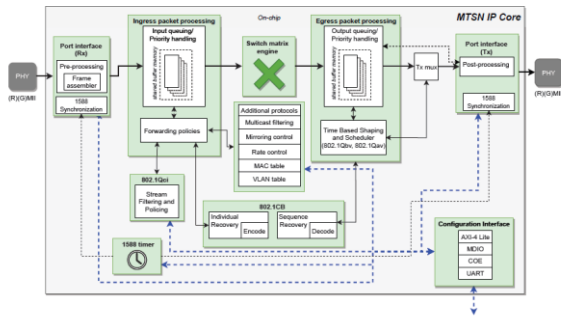 On-chip
MTSN IP Core
Ingress packet processing
Egress packet processing
Port interface
(Rx)
Input queuing/
Priority handling
Switch matrix
engine
Output queuing/
Priority handling
Port interface
(Tx)
PHY
Pre-processing
Frame
assembler
shared buffer memory
shared buffer memory
Tx mux
Post-processing
PHY
(R)(G)MII
1588
Synchronization
1588
Synchronization
(R)(G)MII
Forwarding policies
Additional protocols
Multicast filtering
Mirroring control
Rate control
MAC table
VLAN table
Time Based Shaping
and Scheduler
(802.1Qbv, 802.1Qav)
802.1Qci
Stream
Filtering and
Policing
802.1CB
Individual
Recovery
Encode
Sequence
Recovery
Decode
1588 timer
Configuration Interface
AXI-4 Lite
MDIO
COE
UART